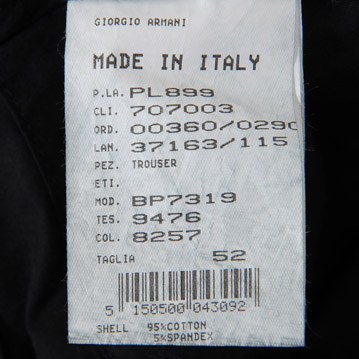 GIORGIO ARMANI
MADE IN ITALY
P.LA. PL899
CLI. 707003
ORD. 00360/0290
LAN. 37163/115
PEZ. TROUSER
ETI.
MOD. BP7319
TES. 9476
COL. 8257
TAGLIA 52
5 150500 043092
SHELL 95%COTTON
5%SPANDEX